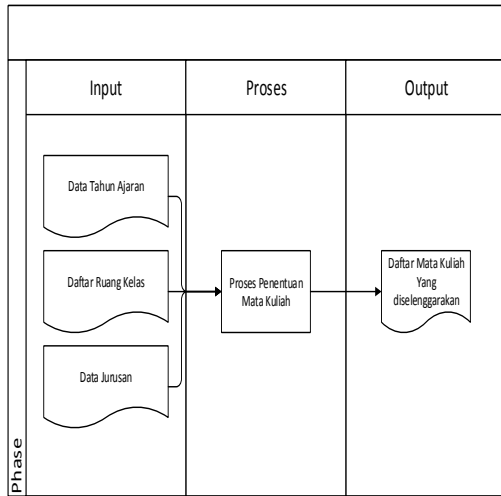 Input
Proses
Output
Data Tahun Ajaran
Daftar Ruang Kelas
Data Jurusan
Proses Penentuan
Mata Kuliah
Daftar Mata Kuliah
Yang
diselenggarakan
Phase